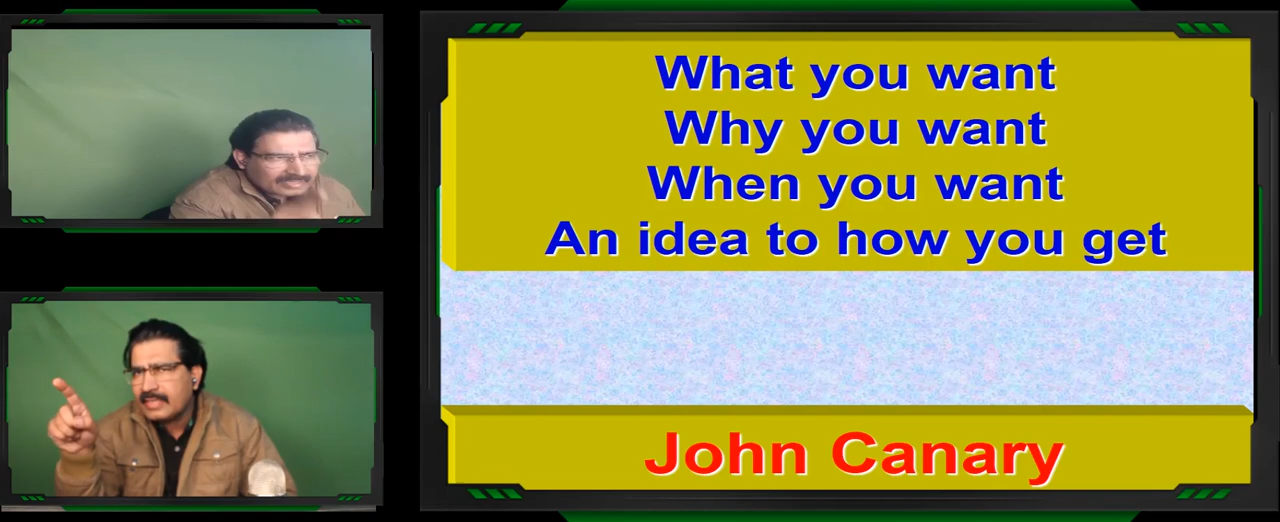 What you want
Why you want
When you want
An idea to how you get
John Canary